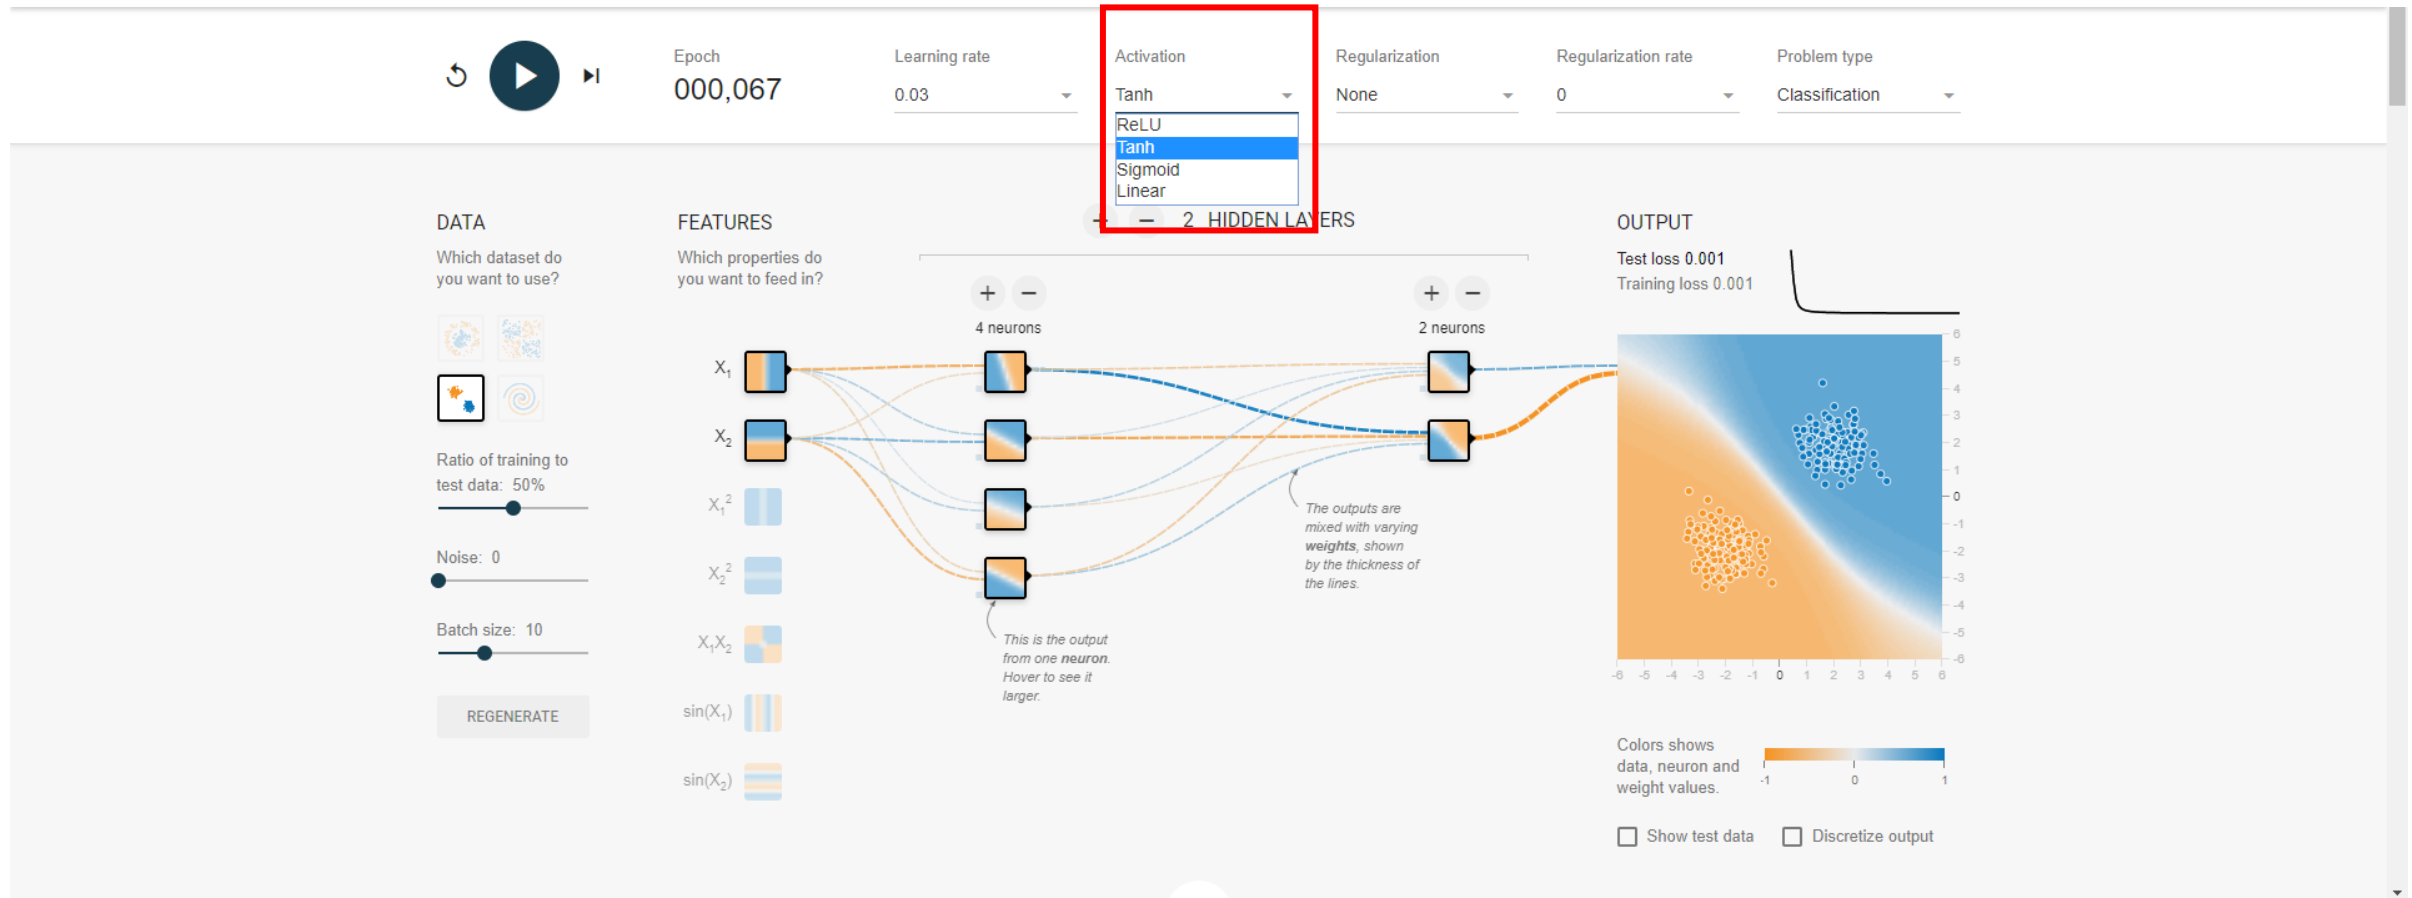 Epoch
000,067
Learning rate
0.03
Activation
Tanh
ReLU
Tanh
Sigmoid
Linear
Regularization
None
Regularization rate
0
Problem type
Classification
DATA
Which dataset do
you want to use?
Ratio of training to
test data: 50%
Noise: 0
Batch size: 10
REGENERATE
FEATURES
Which properties do
you want to feed in?
X₁
X₂
X₁²
X₂²
X₁X₂
sin(X₁)
sin(X₂)
+ − 2 HIDDEN LAYERS
+ −
4 neurons
+ −
2 neurons
This is the output
from one neuron.
Hover to see it
larger.
The outputs are
mixed with varying
weights, shown
by the thickness of
the lines.
OUTPUT
Test loss 0.001
Training loss 0.001
6
5
4
3
2
1
0
-1
-2
-3
-4
-5
-6
-6 -5 -4 -3 -2 -1 0 1 2 3 4 5 6
Colors shows
data, neuron and
weight values.
-1 0 1
Show test data
Discretize output